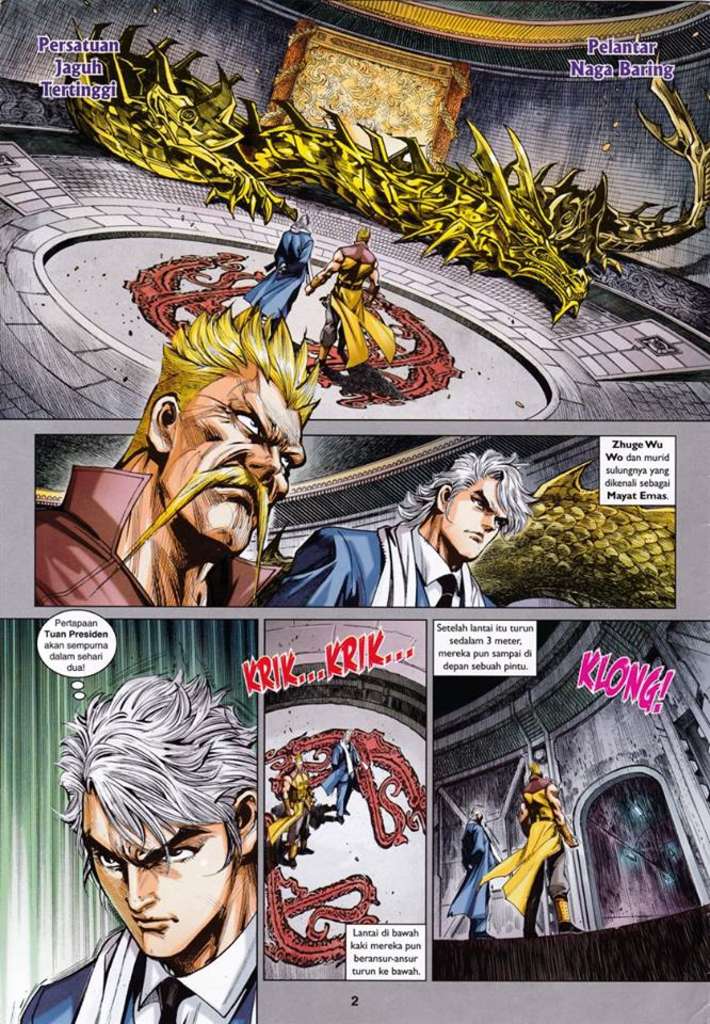 Persatuan
Jaguh
Tertinggi
Pelantar
Naga Baring
Zhuge Wu
Wo dan murid
sulungnya yang
dikenali sebagai
Mayat Emas.
Pertapaan
Tuan Presiden
akan sempurna
dalam sehari
dua!
KRIK...KRIK...
Lantai di bawah
kaki mereka pun
beransur-ansur
turun ke bawah.
Setelah lantai itu turun
sedalam 3 meter,
mereka pun sampai di
depan sebuah pintu.
KLONG!
2